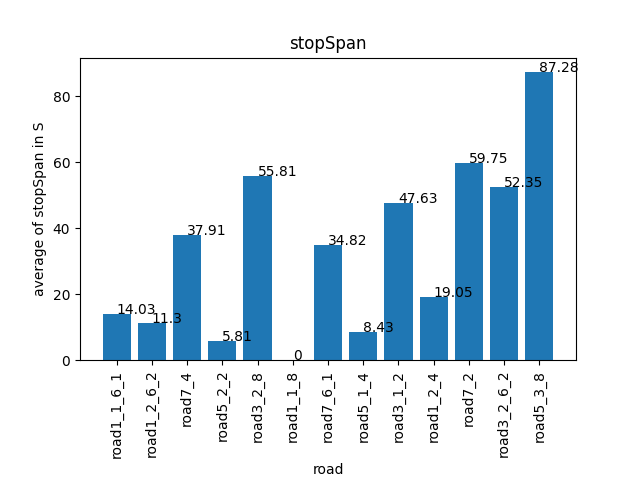 stopSpan
average of stopSpan in S
80
60
40
20
0
14.03
11.3
37.91
5.81
55.81
0
34.82
8.43
47.63
19.05
59.75
52.35
87.28
road1_1_6_1
road1_2_6_2
road7_4
road5_2_2
road3_2_8
road1_1_8
road7_6_1
road5_1_4
road3_1_2
road1_2_4
road7_2
road3_2_6_2
road5_3_8
road